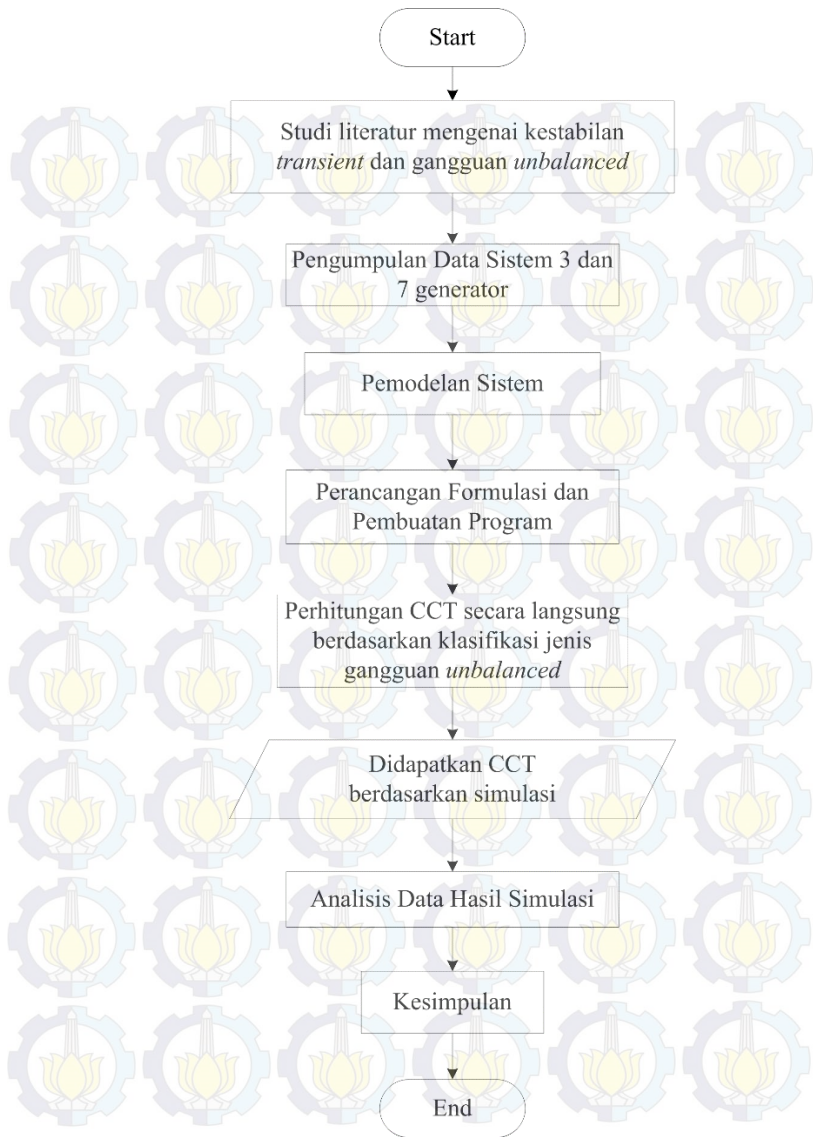 Start
Studi literatur mengenai kestabilan
transient dan gangguan unbalanced
Pengumpulan Data Sistem 3 dan
7 generator
Pemodelan Sistem
Perancangan Formulasi dan
Pembuatan Program
Perhitungan CCT secara langsung
berdasarkan klasifikasi jenis
gangguan unbalanced
Didapatkan CCT
berdasarkan simulasi
Analisis Data Hasil Simulasi
Kesimpulan
End